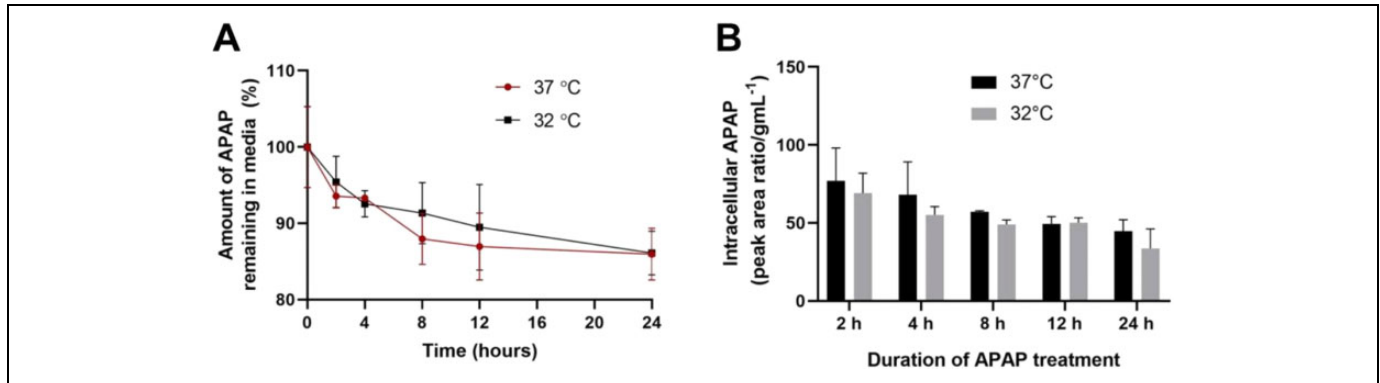 A
Amount of APAP
remaining in media (%)
110
100
90
80
37 °C
32 °C
0 4 8 12 16 20 24
Time (hours)
B
Intracellular APAP
(peak area ratio/gmL⁻¹)
150
100
50
0
37°C
32°C
2 h 4 h 8 h 12 h 24 h
Duration of APAP treatment